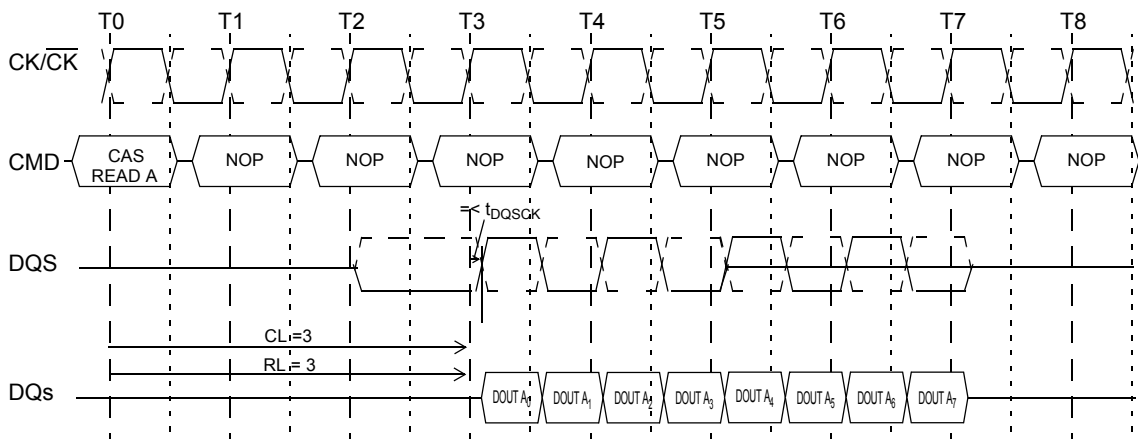 T0 T1 T2 T3 T4 T5 T6 T7 T8
CK/CK
CMD
CAS
READ A
NOP NOP NOP NOP NOP NOP NOP NOP
=< tDQSCK
DQS
CL =3
RL = 3
DQs
DOUT A0 DOUT A1 DOUT A2 DOUT A3 DOUT A4 DOUT A5 DOUT A6 DOUT A7